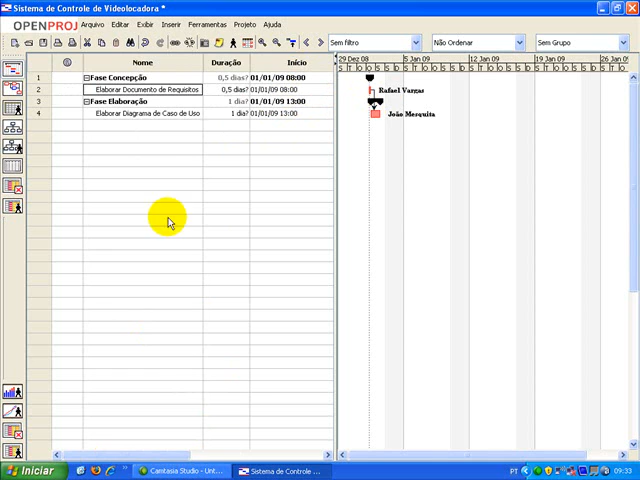 Sistema de Controle de Vídeolocadora *
OPENPROJ Arquivo Editar Exibir Inserir Ferramentas Projeto Ajuda
Sem filtro Não Ordenar Sem Grupo
Nome Duração Início
29 Dez 08 5 Jan 09 12 Jan 09 19 Jan 09 26 Jan 09
1 Fase Concepção 0,5 dias? 01/01/09 08:00
2 Elaborar Documento de Requisitos 0,5 dias? 01/01/09 08:00
Rafael Vargas
3 Fase Elaboração 1 dia? 01/01/09 13:00
4 Elaborar Diagrama de Caso de Uso 1 dia? 01/01/09 13:00
João Mesquita
Iniciar Camtasia Studio - Unt... Sistema de Controle ... PT 09:33